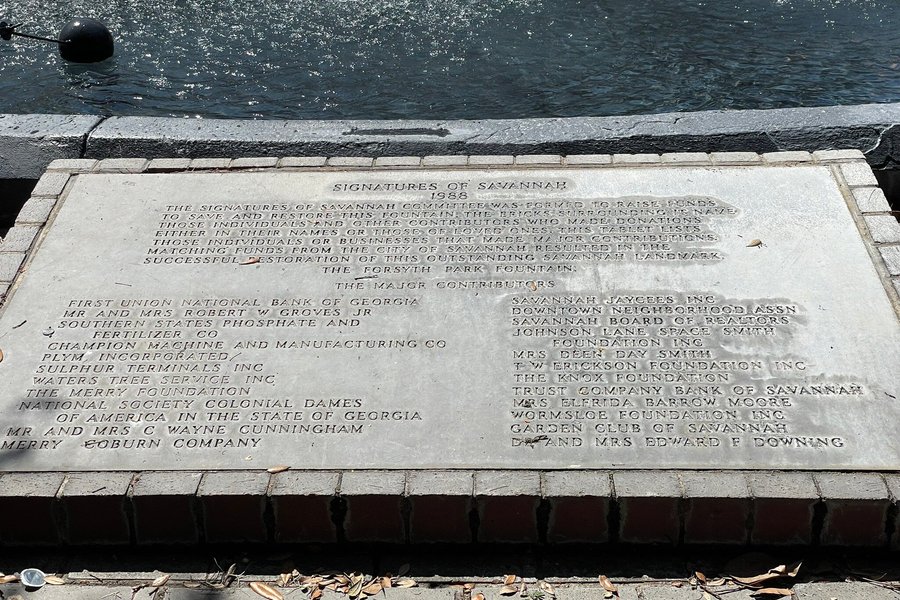 SIGNATURES OF SAVANNAH
1988
THE SIGNATURES OF SAVANNAH COMMITTEE WAS FORMED TO RAISE FUNDS
TO SAVE AND RESTORE THIS FOUNTAIN. THE BRICKS SURROUNDING IT HAVE
THOSE INDIVIDUALS AND OTHER CONTRIBUTORS WHO MADE DONATIONS
EITHER IN THEIR NAMES OR THOSE OF LOVED ONES. THIS TABLET LISTS
THOSE INDIVIDUALS OR BUSINESSES THAT MADE MAJOR CONTRIBUTIONS.
MATCHING FUNDS FROM THE CITY OF SAVANNAH RESULTED IN THE
SUCCESSFUL RESTORATION OF THIS OUTSTANDING SAVANNAH LANDMARK,
THE FORSYTH PARK FOUNTAIN.
THE MAJOR CONTRIBUTORS
FIRST UNION NATIONAL BANK OF GEORGIA
MR AND MRS ROBERT W GROVES JR
SOUTHERN STATES PHOSPHATE AND
FERTILIZER CO
CHAMPION MACHINE AND MANUFACTURING CO
PLYM, INCORPORATED
SULPHUR TERMINALS INC
WATERS TREE SERVICE INC
THE MERRY FOUNDATION
NATIONAL SOCIETY COLONIAL DAMES
OF AMERICA IN THE STATE OF GEORGIA
MR AND MRS C WAYNE CUNNINGHAM
MERRY COBURN COMPANY
SAVANNAH JAYCEES INC
DOWNTOWN NEIGHBORHOOD ASSN
SAVANNAH BOARD OF REALTORS
JOHNSON LANE SPACE SMITH
FOUNDATION INC
MRS DEEN DAY SMITH
T W ERICKSON FOUNDATION INC
THE KNOX FOUNDATION
TRUST COMPANY BANK OF SAVANNAH
MRS ELFRIDA BARROW MOORE
WORMSLOE FOUNDATION INC
GARDEN CLUB OF SAVANNAH
DR AND MRS EDWARD F DOWNING